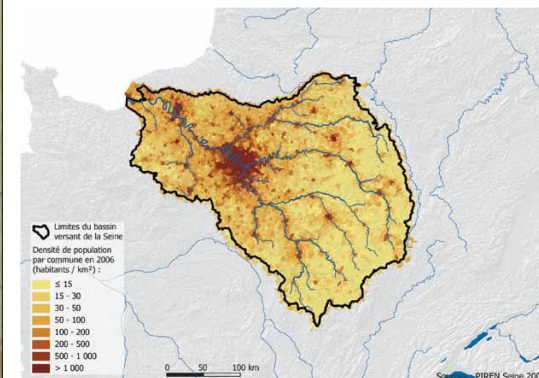 Limites du bassin
versant de la Seine
Densité de population
par commune en 2006
(habitants / km²) :
≤ 15
15 - 30
30 - 50
50 - 100
100 - 200
200 - 500
500 - 1 000
> 1 000
0 50 100 km
PIREN Seine 200